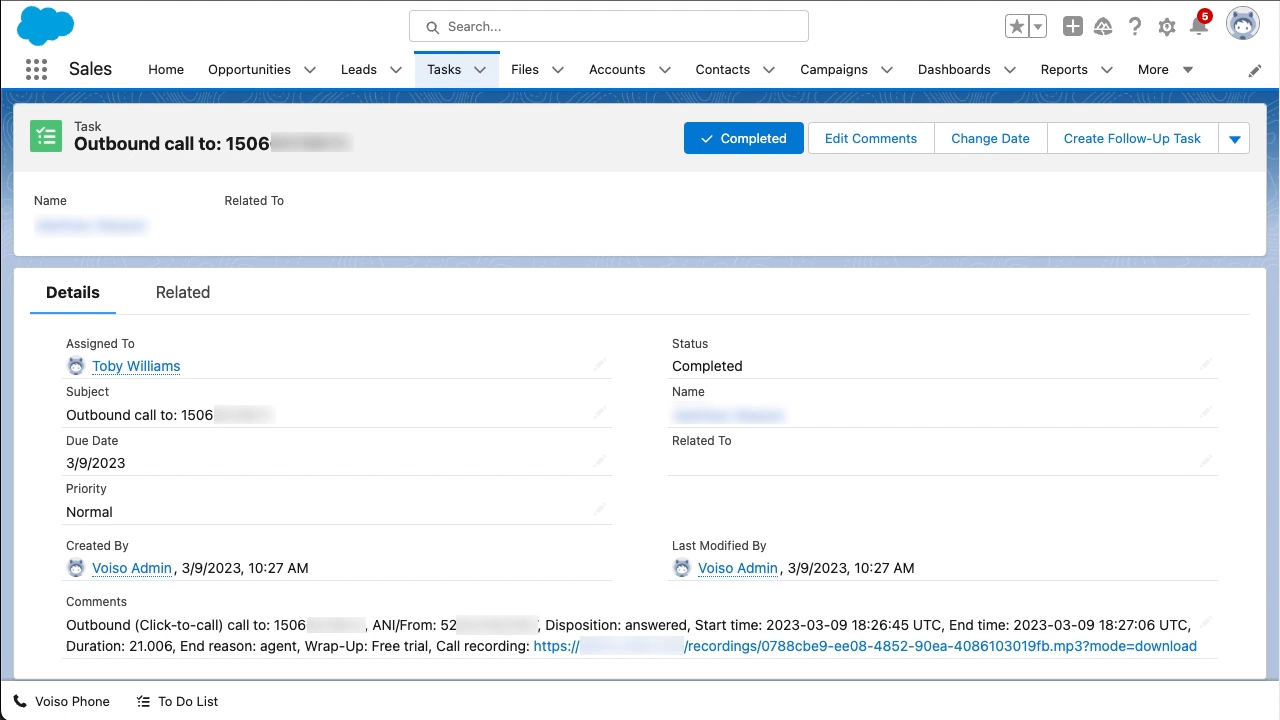 Search...
5
Sales Home Opportunities Leads Tasks Files Accounts Contacts Campaigns Dashboards Reports More
Task
Outbound call to: 1506
Completed Edit Comments Change Date Create Follow-Up Task
Name Related To
Details Related
Assigned To
Toby Williams
Status
Completed
Subject
Outbound call to: 1506
Name
Due Date
3/9/2023
Related To
Priority
Normal
Created By
Voiso Admin, 3/9/2023, 10:27 AM
Last Modified By
Voiso Admin, 3/9/2023, 10:27 AM
Comments
Outbound (Click-to-call) call to: 1506 , ANI/From: 52 , Disposition: answered, Start time: 2023-03-09 18:26:45 UTC, End time: 2023-03-09 18:27:06 UTC,
Duration: 21.006, End reason: agent, Wrap-Up: Free trial, Call recording: https:// /recordings/0788cbe9-ee08-4852-90ea-4086103019fb.mp3?mode=download
Voiso Phone To Do List